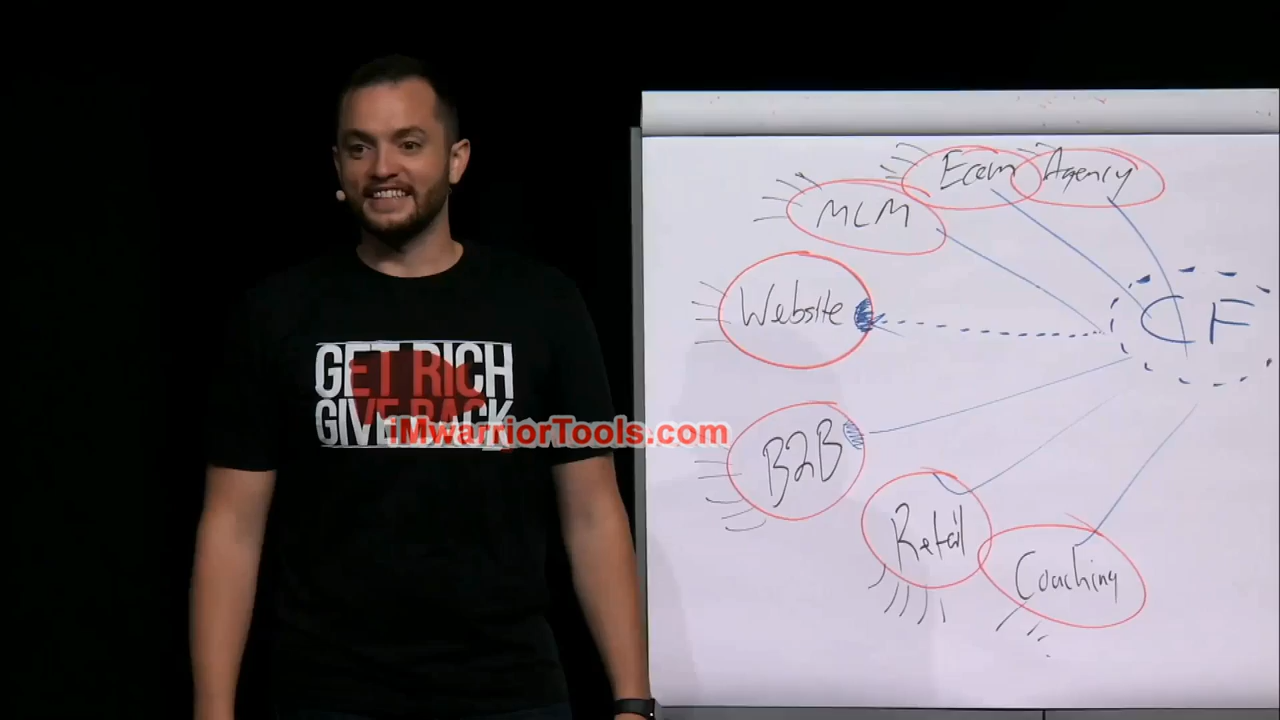 GET RICH
GIVE BACK
iMwarriorTools.com
Ecom
Agency
MLM
Website
CF
B2B
Retail
Coaching